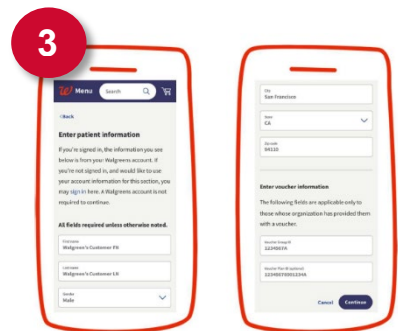 3
Menu
Search
‹Back
Enter patient information
If you're signed in, the information you see
below is from your Walgreens account. If
you're not signed in, and would like to use
your account information for this section, you
may sign in here. A Walgreens account is not
required to continue.
All fields required unless otherwise noted.
First name
Walgreen's Customer FN
Last name
Walgreen's Customer LN
Gender
Male
City
San Francisco
State
CA
Zip code
94110
Enter voucher information
The following fields are applicable only to
those whose organization has provided them
with a voucher.
Voucher Group ID
Cancel
Continue